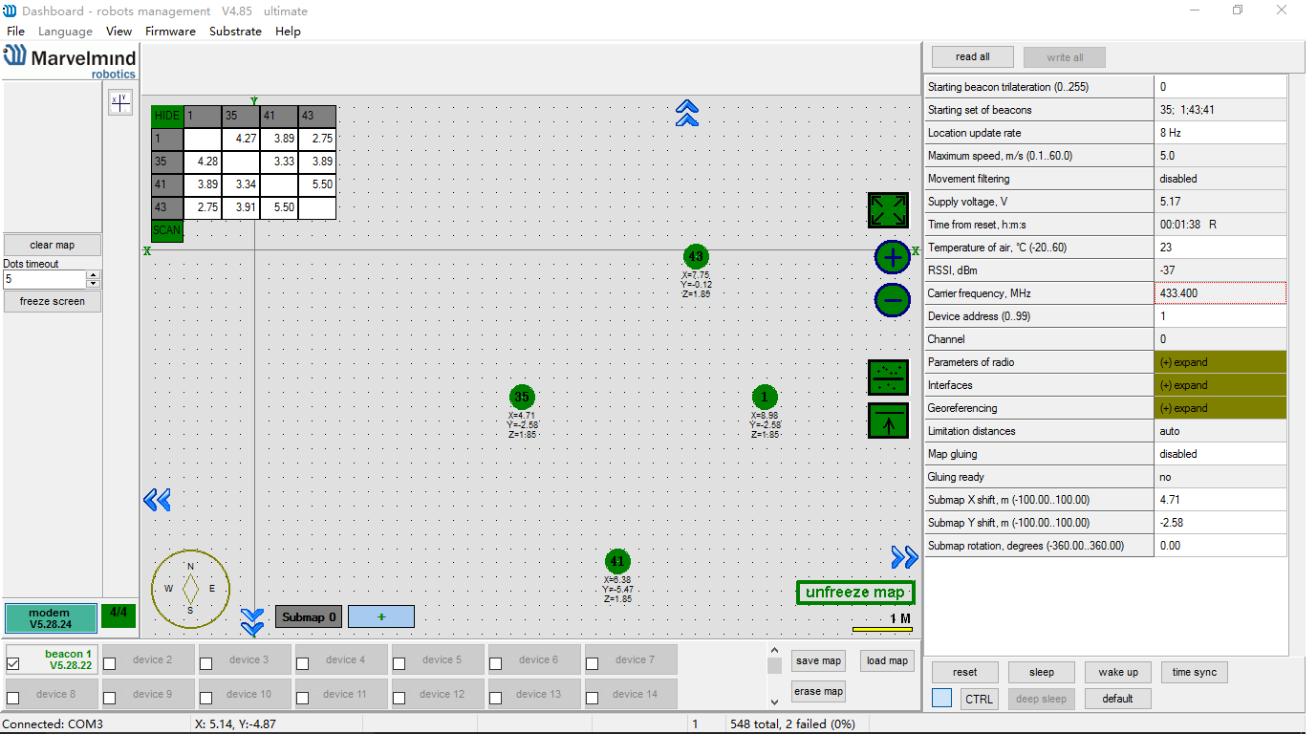 Dashboard - robots management V4.85 ultimate
File Language View Firmware Substrate Help
Marvelmind
robotics
HIDE 1 35 41 43
1 4.27 3.89 2.75
35 4.28 3.33 3.89
41 3.89 3.34 5.50
43 2.75 3.91 5.50
SCAN
Y
X
X
clear map
Dots timeout
5
freeze screen
43
X=7.75
Y=-0.12
Z=1.85
35
X=4.71
Y=-2.58
Z=1.85
1
X=8.98
Y=-2.58
Z=1.85
41
X=6.38
Y=-5.47
Z=1.85
N
W E
S
unfreeze map
1 M
Submap 0 +
modem
V5.28.24
4/4
read all write all
Starting beacon trilateration (0..255) 0
Starting set of beacons 35; 1;43;41
Location update rate 8 Hz
Maximum speed, m/s (0.1..60.0) 5.0
Movement filtering disabled
Supply voltage, V 5.17
Time from reset, h:m:s 00:01:38 R
Temperature of air, °C (-20..60) 23
RSSI, dBm -37
Carrier frequency, MHz 433.400
Device address (0..99) 1
Channel 0
Parameters of radio (+) expand
Interfaces (+) expand
Georeferencing (+) expand
Limitation distances auto
Map gluing disabled
Gluing ready no
Submap X shift, m (-100.00..100.00) 4.71
Submap Y shift, m (-100.00..100.00) -2.58
Submap rotation, degrees (-360.00..360.00) 0.00
beacon 1
V5.28.22
device 2 device 3 device 4 device 5 device 6 device 7
device 8 device 9 device 10 device 11 device 12 device 13 device 14
save map load map
erase map
reset sleep wake up time sync
CTRL deep sleep default
Connected: COM3 X: 5.14, Y:-4.87 1 548 total, 2 failed (0%)